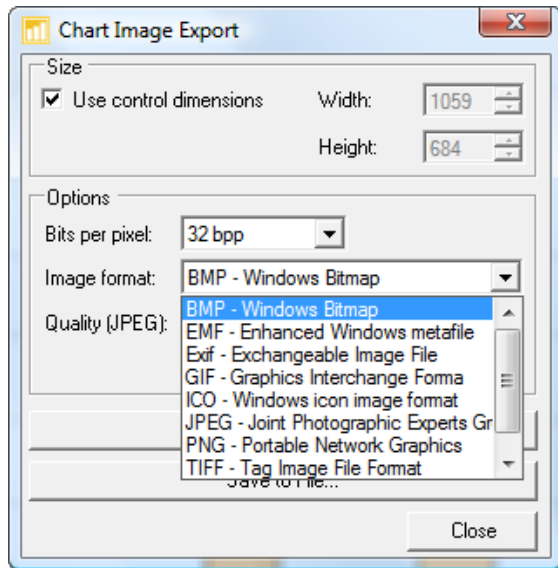 Chart Image Export
Size
Use control dimensions Width: 1059
Height: 684
Options
Bits per pixel: 32 bpp
Image format: BMP - Windows Bitmap
BMP - Windows Bitmap
EMF - Enhanced Windows metafile
Quality (JPEG):
Exif - Exchangeable Image File
GIF - Graphics Interchange Forma
ICO - Windows icon image format
JPEG - Joint Photographic Experts Gr
PNG - Portable Network Graphics
TIFF - Tag Image File Format
Save to File...
Close